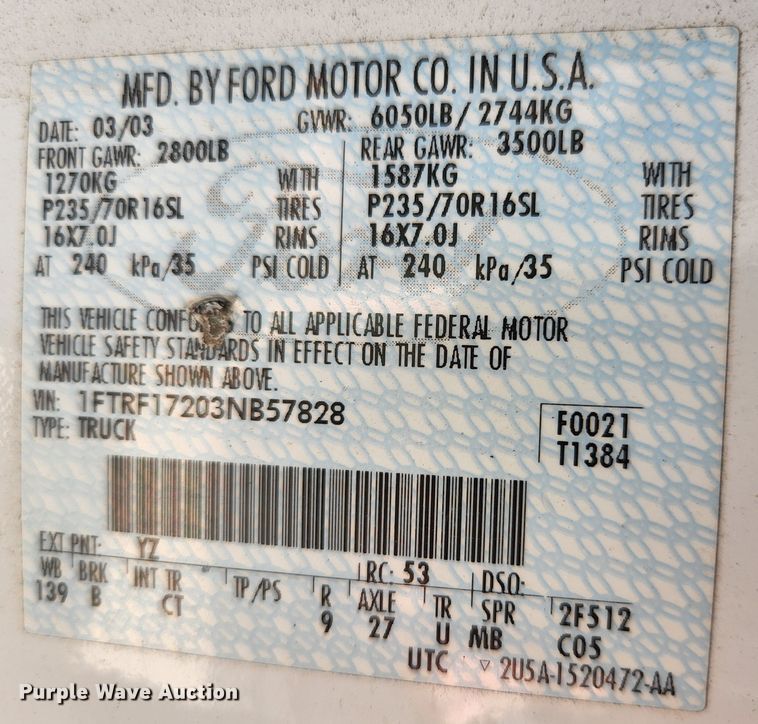 MFD. BY FORD MOTOR CO. IN U.S.A.
DATE: 03/03 GVWR: 6050LB/ 2744KG
FRONT GAWR: 2800LB REAR GAWR: 3500LB
1270KG WITH 1587KG WITH
P235/70R16SL TIRES P235/70R16SL TIRES
16X7.0J RIMS 16X7.0J RIMS
AT 240 kPa/35 PSI COLD AT 240 kPa/35 PSI COLD
THIS VEHICLE TO ALL APPLICABLE FEDERAL MOTOR
VEHICLE SAFETY STANDARDS IN EFFECT ON THE DATE OF
MANUFACTURE SHOWN ABOVE.
VIN: 1FTRF17203NB57828
TYPE: TRUCK
F0021
T1384
EXT PNT: YZ RC: 53 DSO:
WB BRK INT TR TP/PS R AXLE TR SPR 2F512
139 B CT 9 27 U MB C05
UTC ▽ 2U5A-1520472-AA
Purple Wave Auction